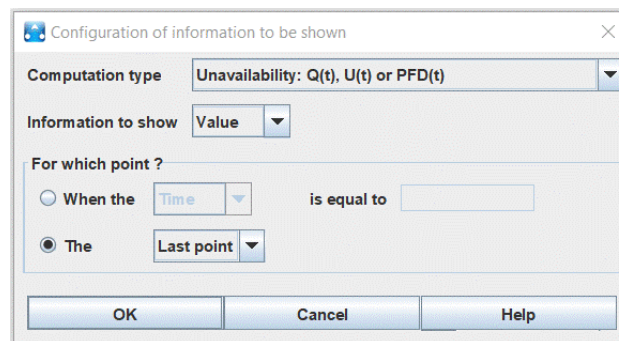 Configuration of information to be shown
Computation type Unavailability: Q(t), U(t) or PFD(t)
Information to show Value
For which point ?
When the Time is equal to
The Last point
OK Cancel Help